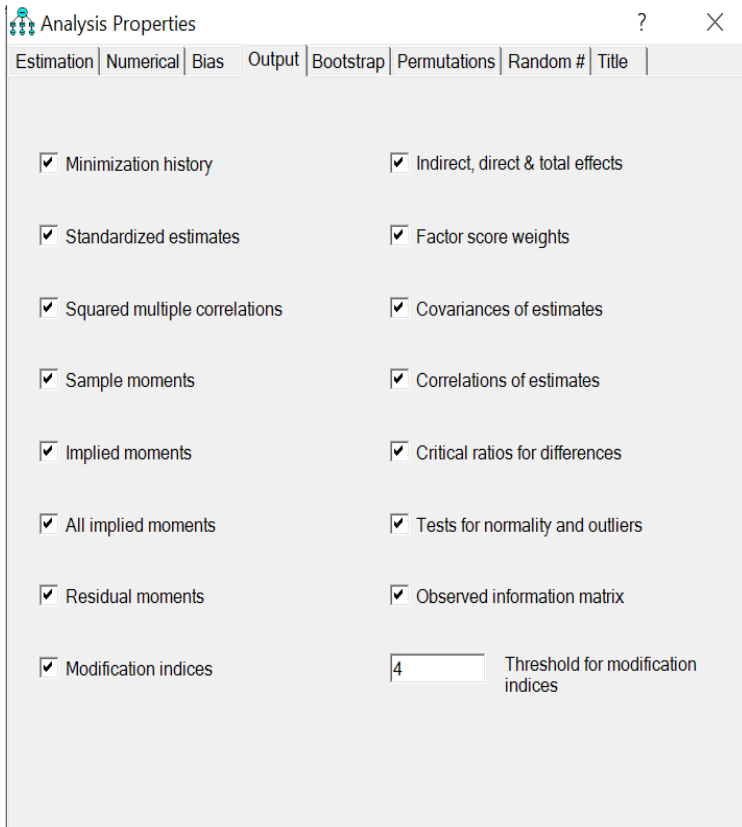 Analysis Properties
Estimation Numerical Bias Output Bootstrap Permutations Random # Title
Minimization history
Indirect, direct & total effects
Standardized estimates
Factor score weights
Squared multiple correlations
Covariances of estimates
Sample moments
Correlations of estimates
Implied moments
Critical ratios for differences
All implied moments
Tests for normality and outliers
Residual moments
Observed information matrix
Modification indices
4
Threshold for modification
indices